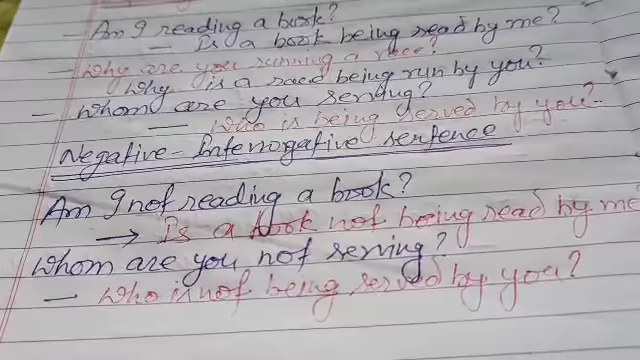 - Am I reading a book?
- Is a book being read by me?
- Why are you running a race?
Why is a race being run by you?
- Whom are you serving?
- Who is being served by you?
Negative-Interrogative sentence
Am I not reading a book?
→ Is a book not being read by me
Whom are you not serving?
- Who is not being served by you?